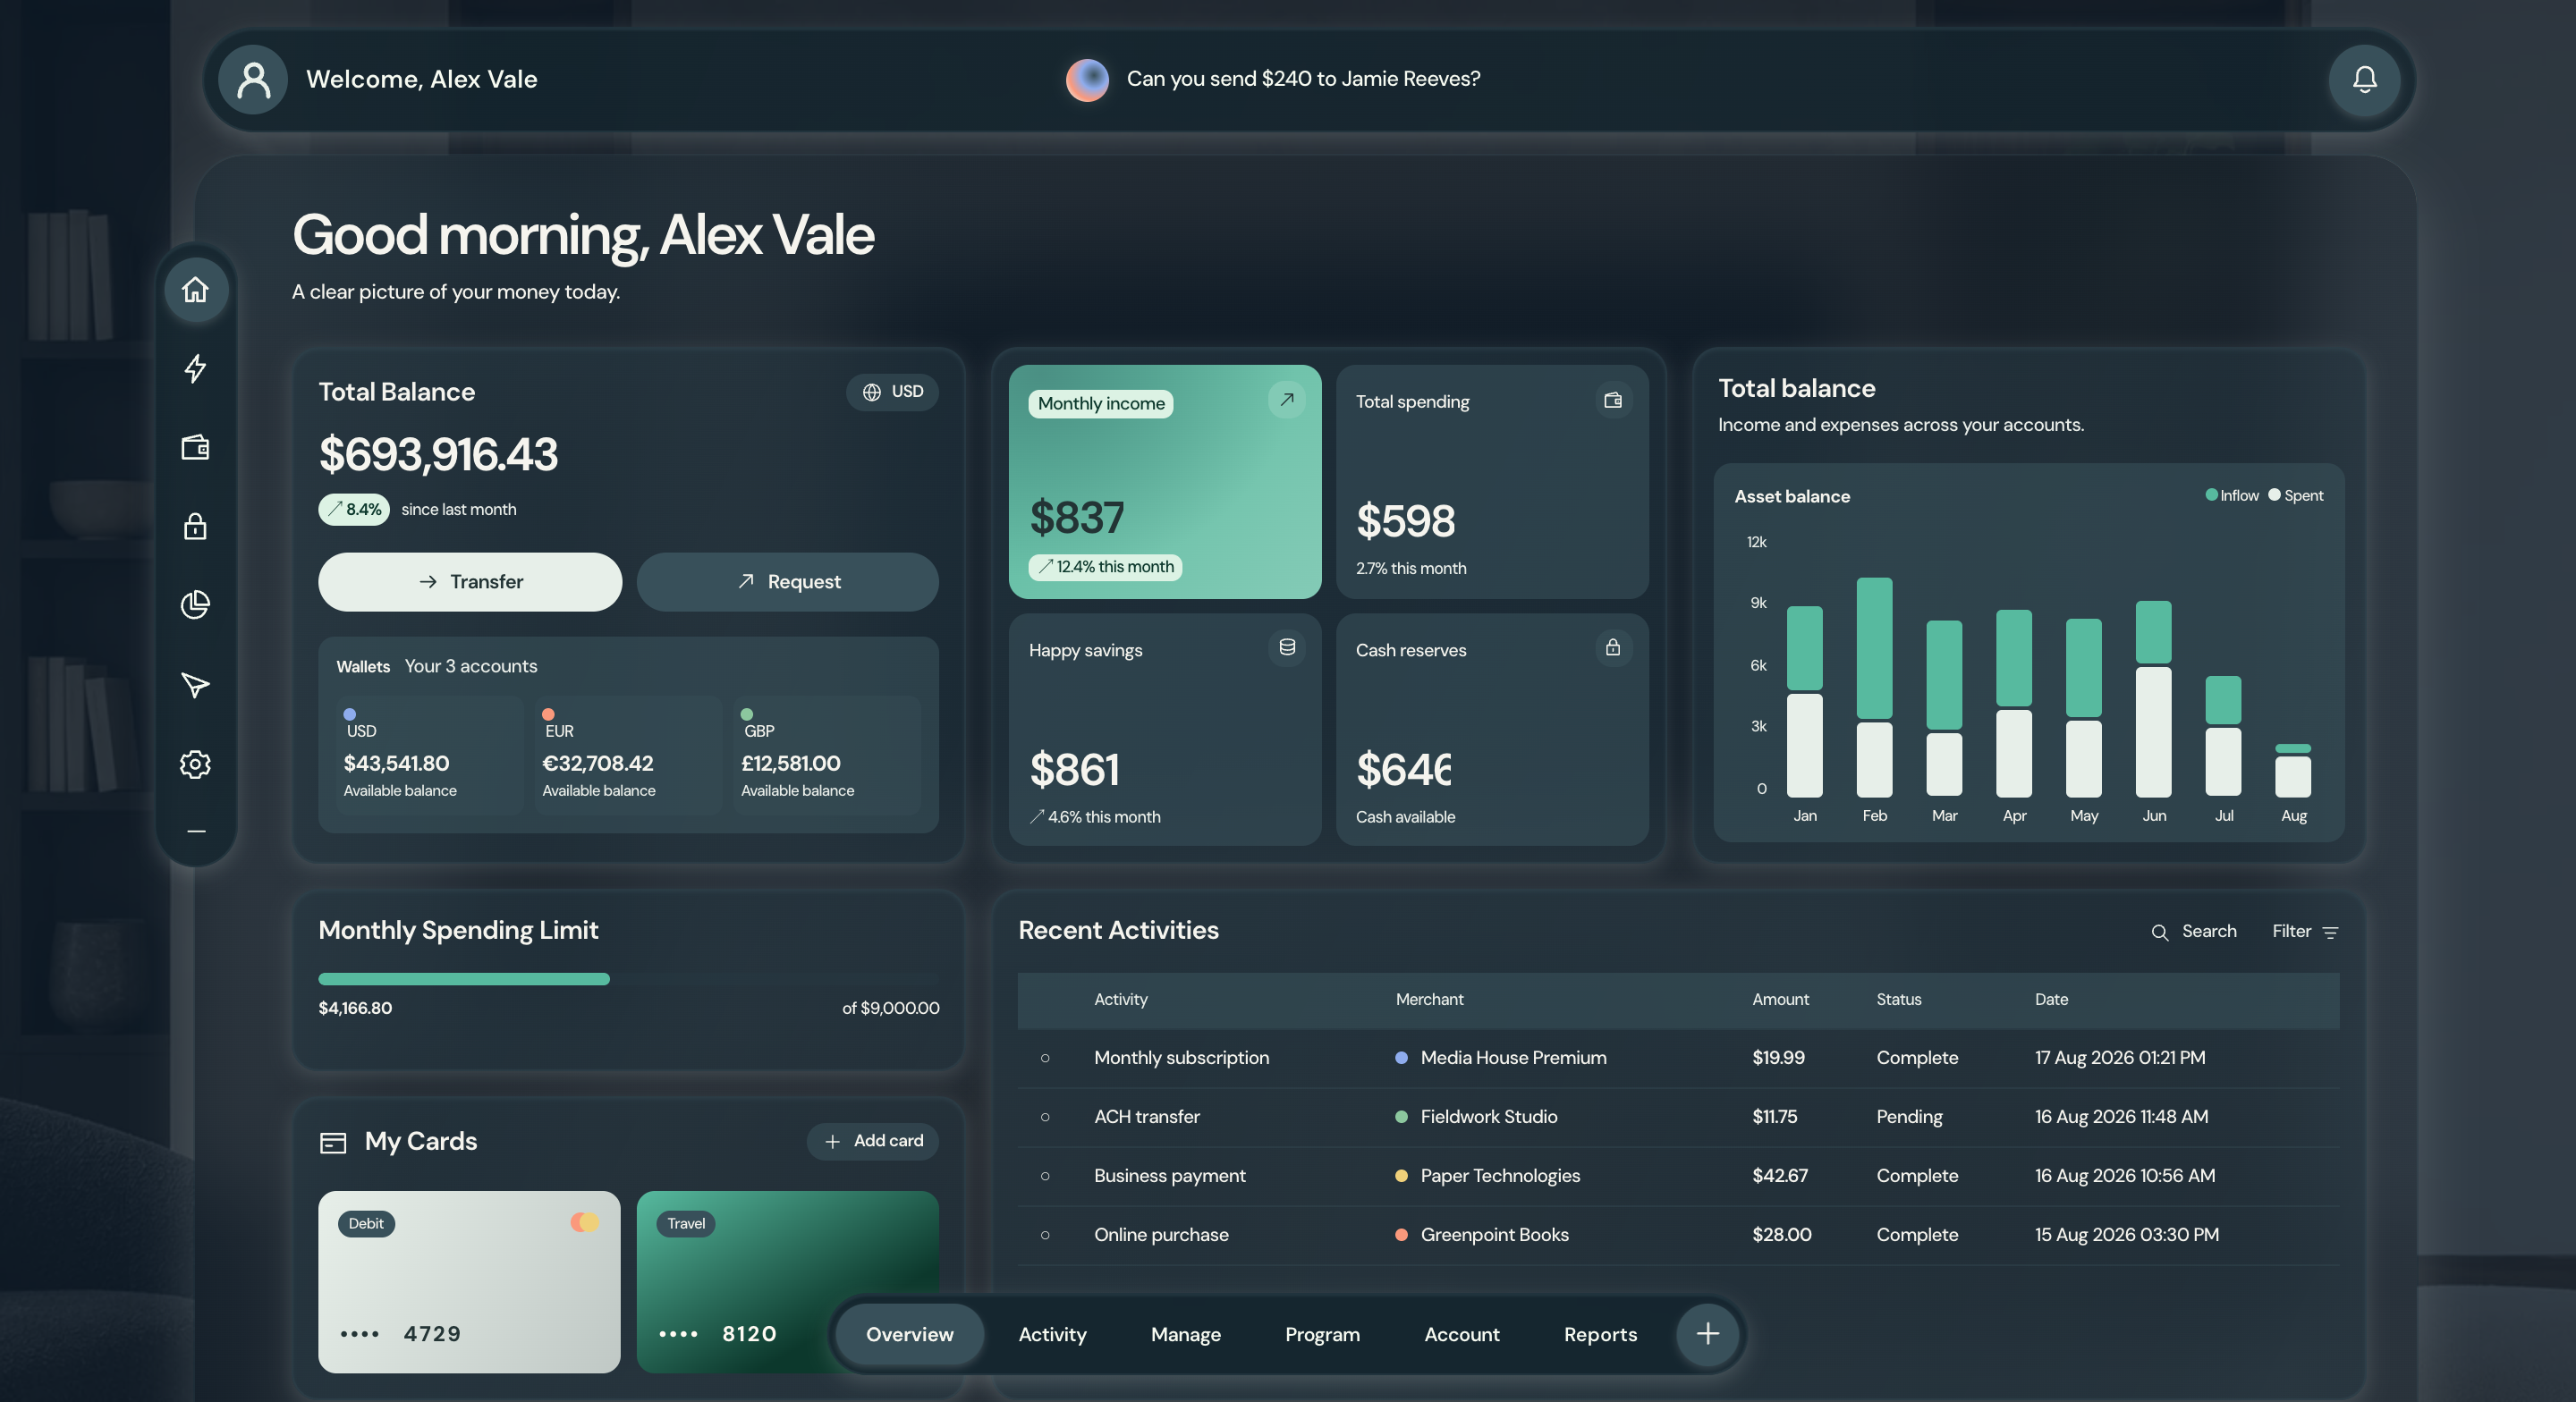 Welcome, Alex Vale
Can you send $240 to Jamie Reeves?
Good morning, Alex Vale
A clear picture of your money today.
Total Balance
USD
$693,916.43
8.4% since last month
Transfer
Request
Wallets Your 3 accounts
USD
$43,541.80
Available balance
EUR
€32,708.42
Available balance
GBP
£12,581.00
Available balance
Monthly income
$837
12.4% this month
Total spending
$598
2.7% this month
Happy savings
$861
4.6% this month
Cash reserves
$646
Cash available
Total balance
Income and expenses across your accounts.
Asset balance
Inflow Spent
12k
9k
6k
3k
0
Jan Feb Mar Apr May Jun Jul Aug
Monthly Spending Limit
$4,166.80 of $9,000.00
My Cards
Add card
Debit
•••• 4729
Travel
•••• 8120
Recent Activities
Search Filter
Activity Merchant Amount Status Date
Monthly subscription Media House Premium $19.99 Complete 17 Aug 2026 01:21 PM
ACH transfer Fieldwork Studio $11.75 Pending 16 Aug 2026 11:48 AM
Business payment Paper Technologies $42.67 Complete 16 Aug 2026 10:56 AM
Online purchase Greenpoint Books $28.00 Complete 15 Aug 2026 03:30 PM
Overview Activity Manage Program Account Reports